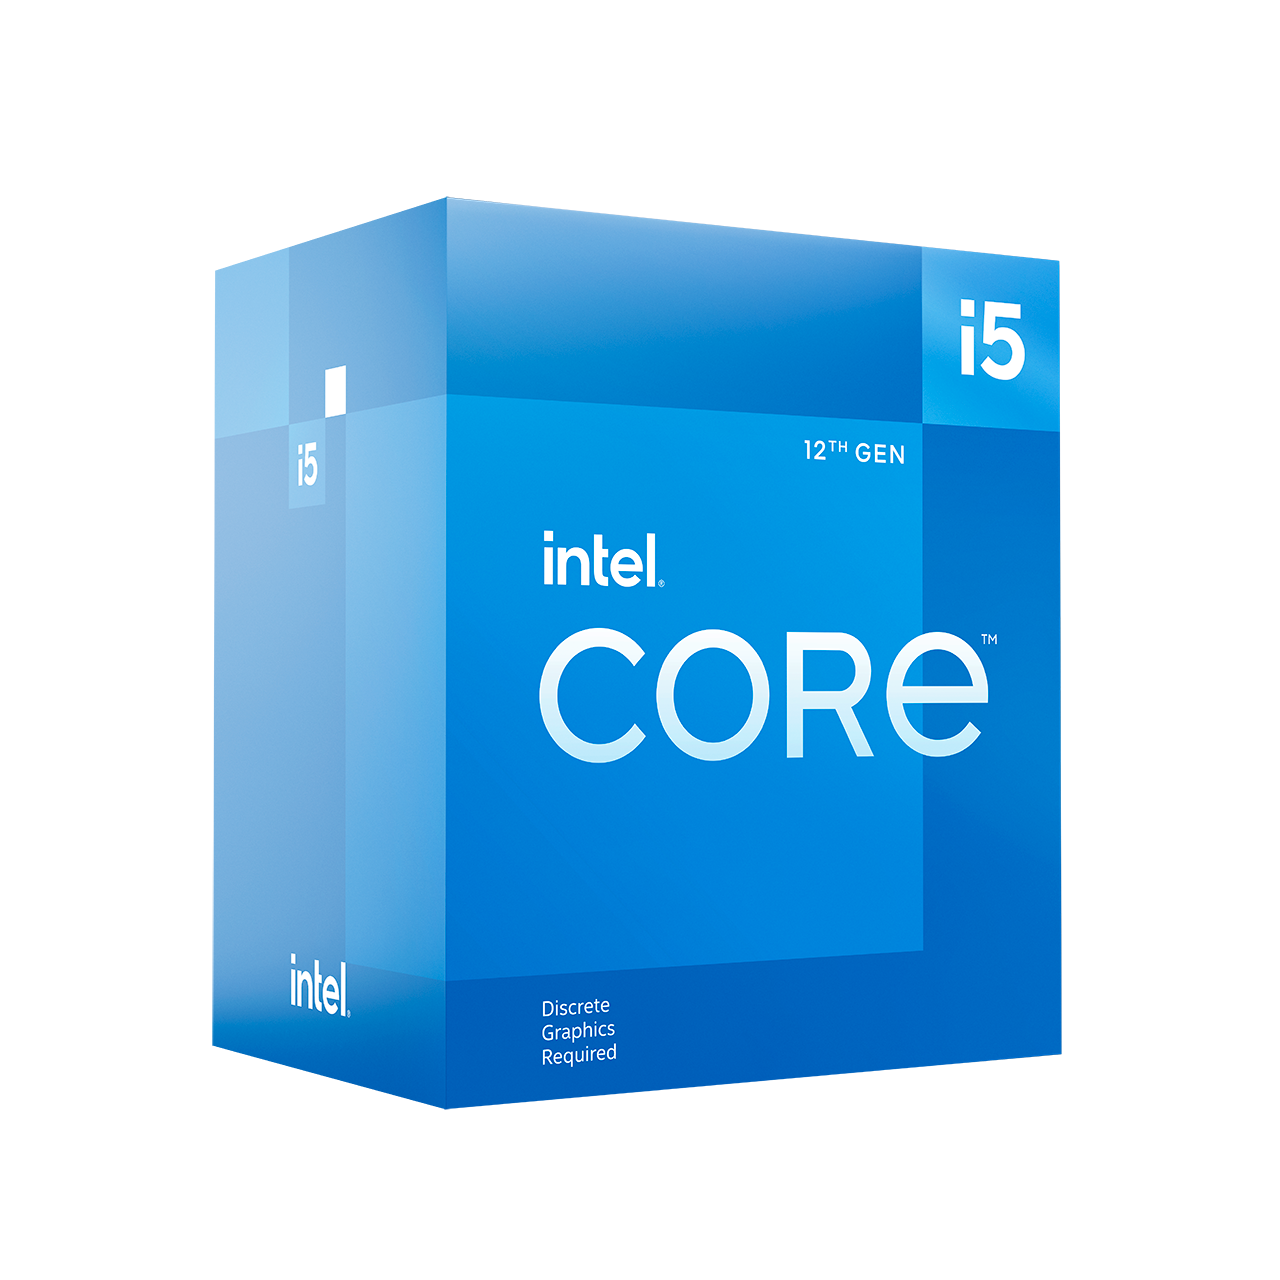 i5
12TH GEN
intel®
CORe™
Discrete
Graphics
Required
i5
intel®